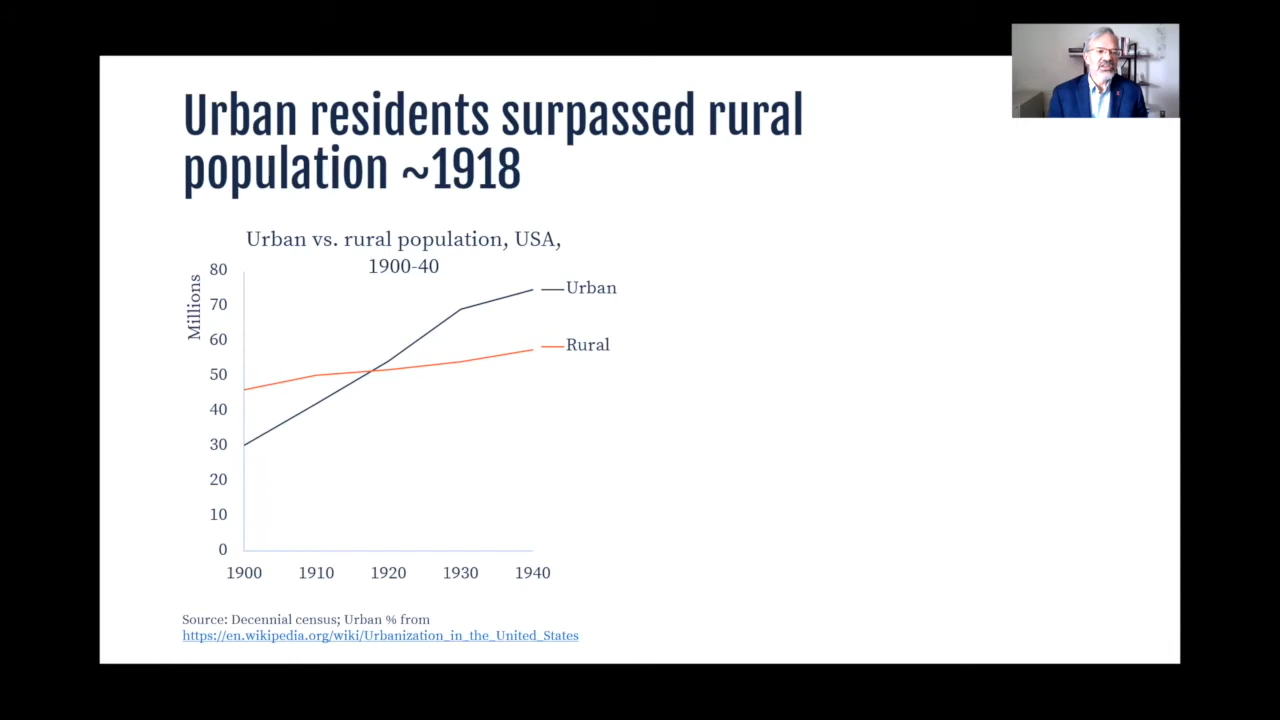 Urban residents surpassed rural
population ~1918
Urban vs. rural population, USA,
1900-40
Millions
80
70
60
50
40
30
20
10
0
Urban
Rural
1900 1910 1920 1930 1940
Source: Decennial census; Urban % from
https://en.wikipedia.org/wiki/Urbanization_in_the_United_States